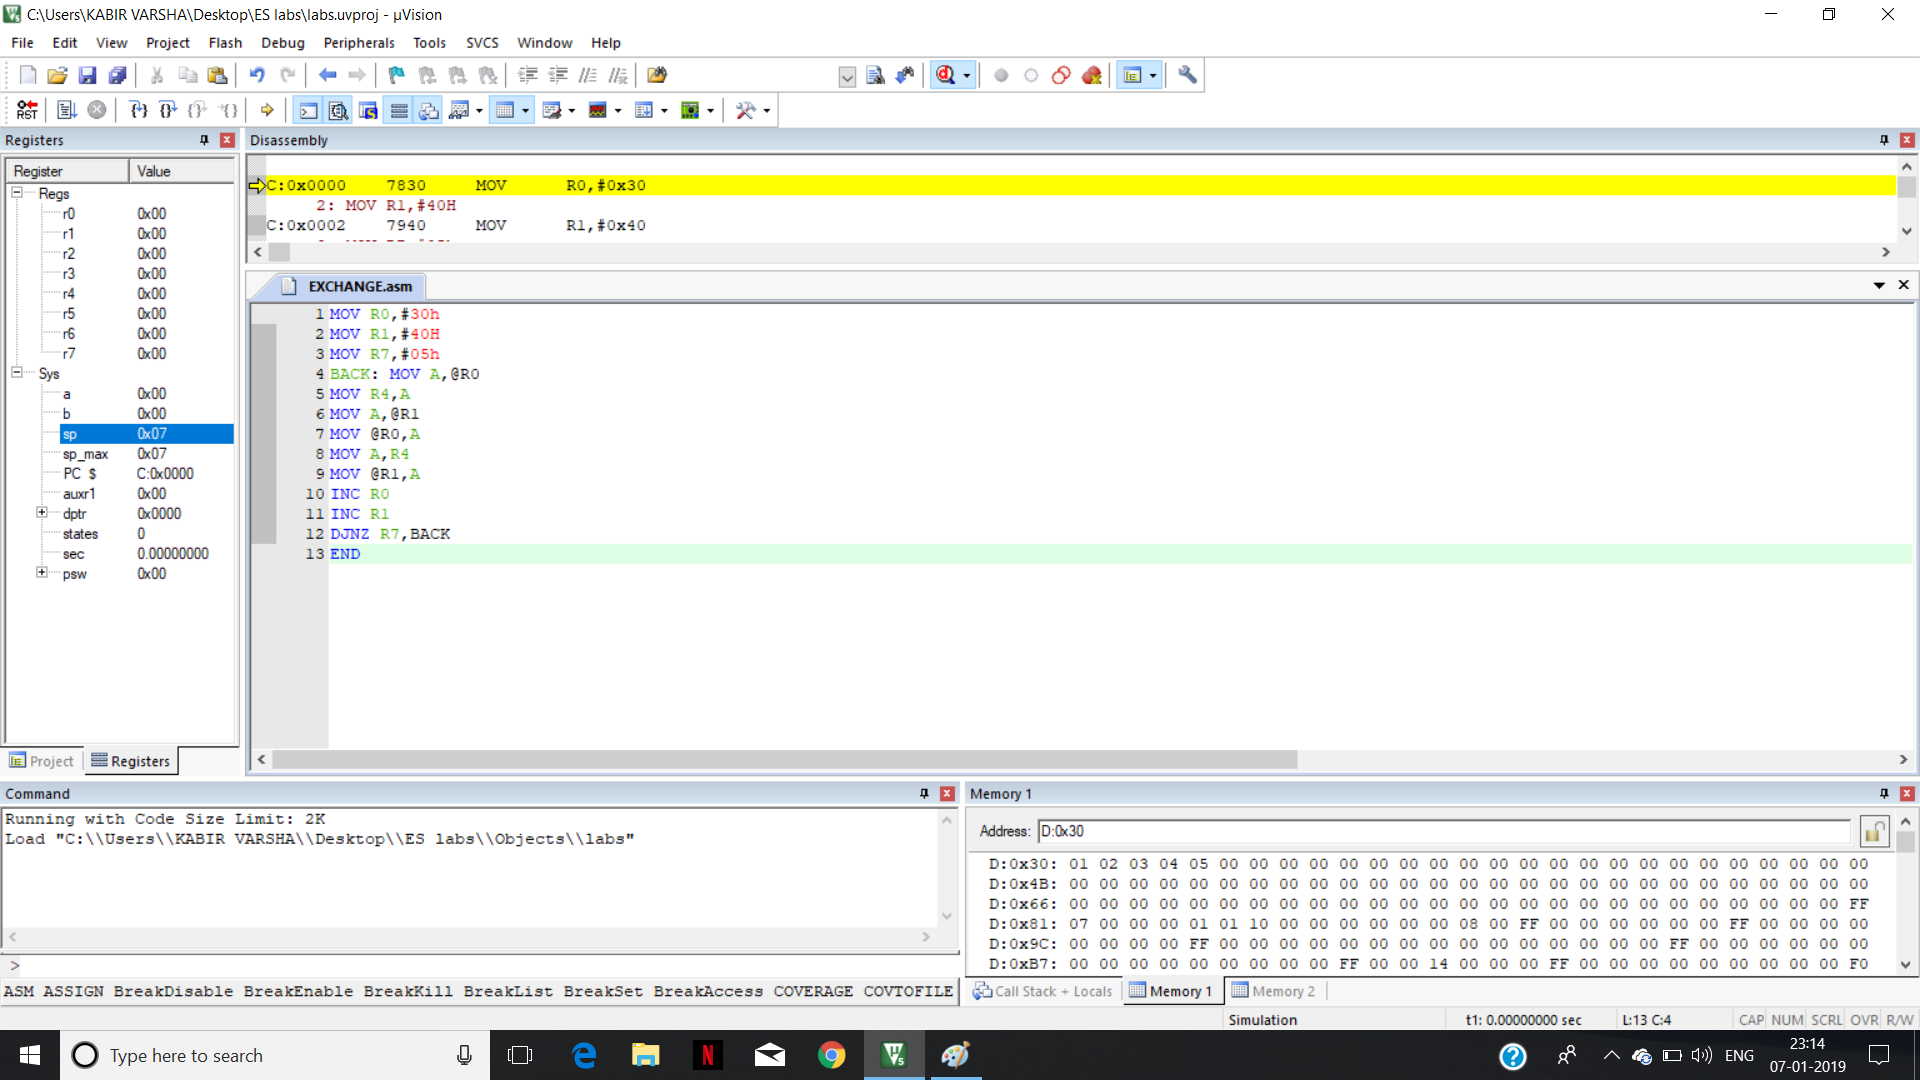 C:\Users\KABIR VARSHA\Desktop\ES labs\labs.uvproj - µVision
File Edit View Project Flash Debug Peripherals Tools SVCS Window Help
RST
Registers
Register Value
Regs
r0 0x00
r1 0x00
r2 0x00
r3 0x00
r4 0x00
r5 0x00
r6 0x00
r7 0x00
Sys
a 0x00
b 0x00
sp 0x07
sp_max 0x07
PC $ C:0x0000
auxr1 0x00
dptr 0x0000
states 0
sec 0.00000000
psw 0x00
Project Registers
Disassembly
C:0x0000 7830 MOV R0,#0x30
2: MOV R1,#40H
C:0x0002 7940 MOV R1,#0x40
EXCHANGE.asm
1 MOV R0,#30h
2 MOV R1,#40H
3 MOV R7,#05h
4 BACK: MOV A,@R0
5 MOV R4,A
6 MOV A,@R1
7 MOV @R0,A
8 MOV A,R4
9 MOV @R1,A
10 INC R0
11 INC R1
12 DJNZ R7,BACK
13 END
Command
Running with Code Size Limit: 2K
Load "C:\\Users\\KABIR VARSHA\\Desktop\\ES labs\\Objects\\labs"
>
ASM ASSIGN BreakDisable BreakEnable BreakKill BreakList BreakSet BreakAccess COVERAGE COVTOFILE
Memory 1
Address: D:0x30
D:0x30: 01 02 03 04 05 00 00 00 00 00 00 00 00 00 00 00 00 00 00 00 00 00 00 00 00 00 00
D:0x4B: 00 00 00 00 00 00 00 00 00 00 00 00 00 00 00 00 00 00 00 00 00 00 00 00 00 00 00
D:0x66: 00 00 00 00 00 00 00 00 00 00 00 00 00 00 00 00 00 00 00 00 00 00 00 00 00 00 FF
D:0x81: 07 00 00 00 01 01 10 00 00 00 00 00 00 08 00 FF 00 00 00 00 00 00 FF 00 00 00 00
D:0x9C: 00 00 00 00 FF 00 00 00 00 00 00 00 00 00 00 00 00 00 00 00 FF 00 00 00 00 00 00
D:0xB7: 00 00 00 00 00 00 00 00 00 FF 00 00 14 00 00 00 FF 00 00 00 00 00 00 00 00 00 F0
Call Stack + Locals Memory 1 Memory 2
Simulation t1: 0.00000000 sec L:13 C:4 CAP NUM SCRL OVR R/W
Type here to search
ENG
23:14
07-01-2019